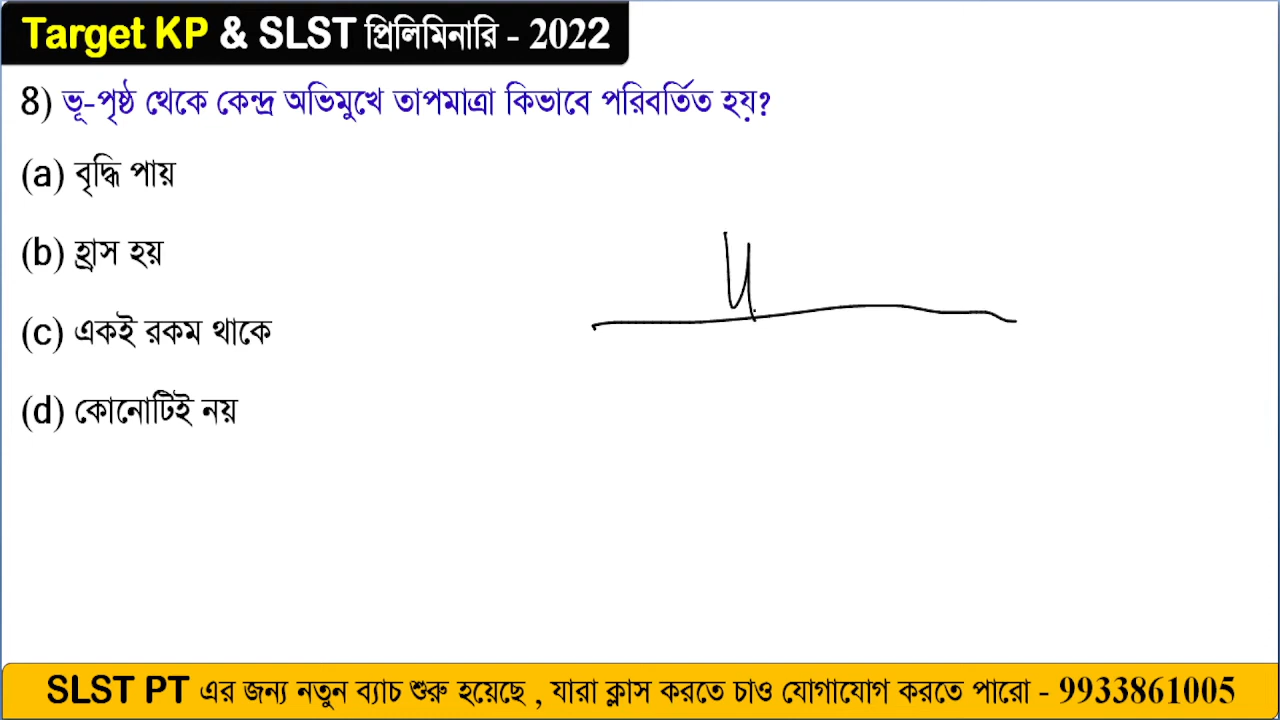 Target KP & SLST প্রিলিমিনারি - 2022
8) ভূ-পৃষ্ঠ থেকে কেন্দ্র অভিমুখে তাপমাত্রা কিভাবে পরিবর্তিত হয়?
(a) বৃদ্ধি পায়
(b) হ্রাস হয়
(c) একই রকম থাকে
(d) কোনোটিই নয়
SLST PT এর জন্য নতুন ব্যাচ শুরু হয়েছে , যারা ক্লাস করতে চাও যোগাযোগ করতে পারো - 9933861005